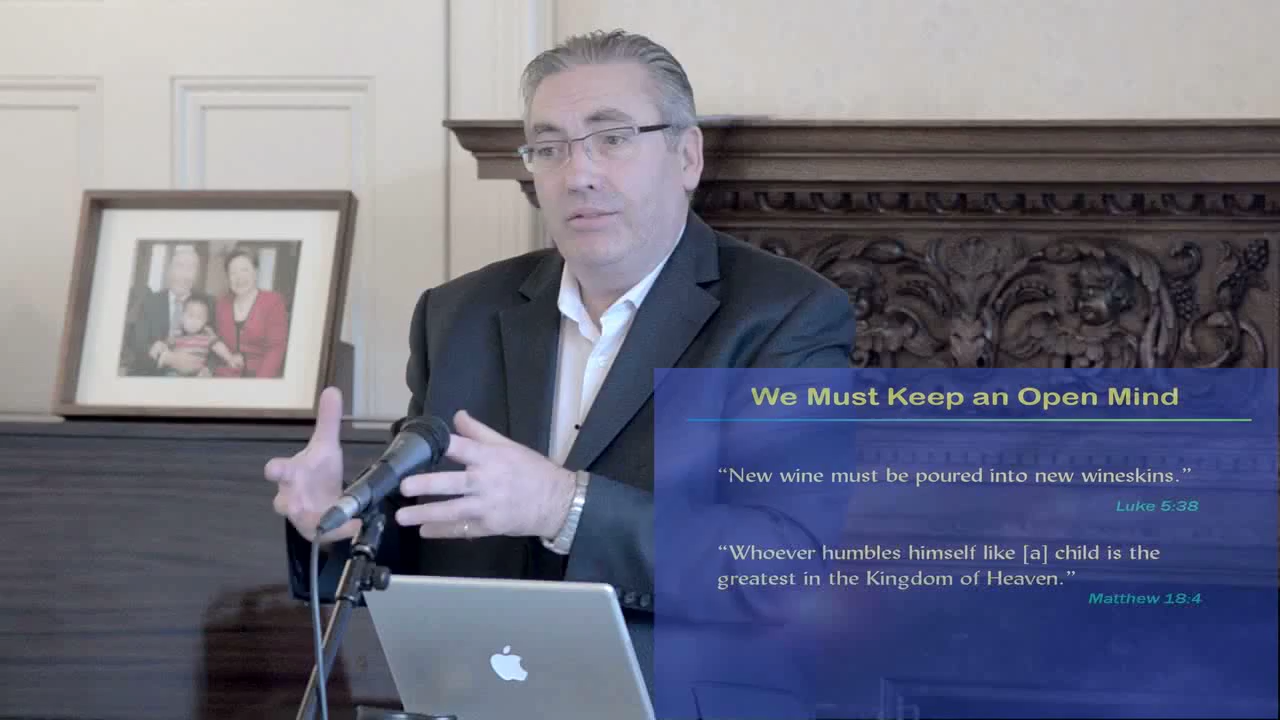 We Must Keep an Open Mind
“New wine must be poured into new wineskins.”
Luke 5:38
“Whoever humbles himself like [a] child is the
greatest in the Kingdom of Heaven.”
Matthew 18:4